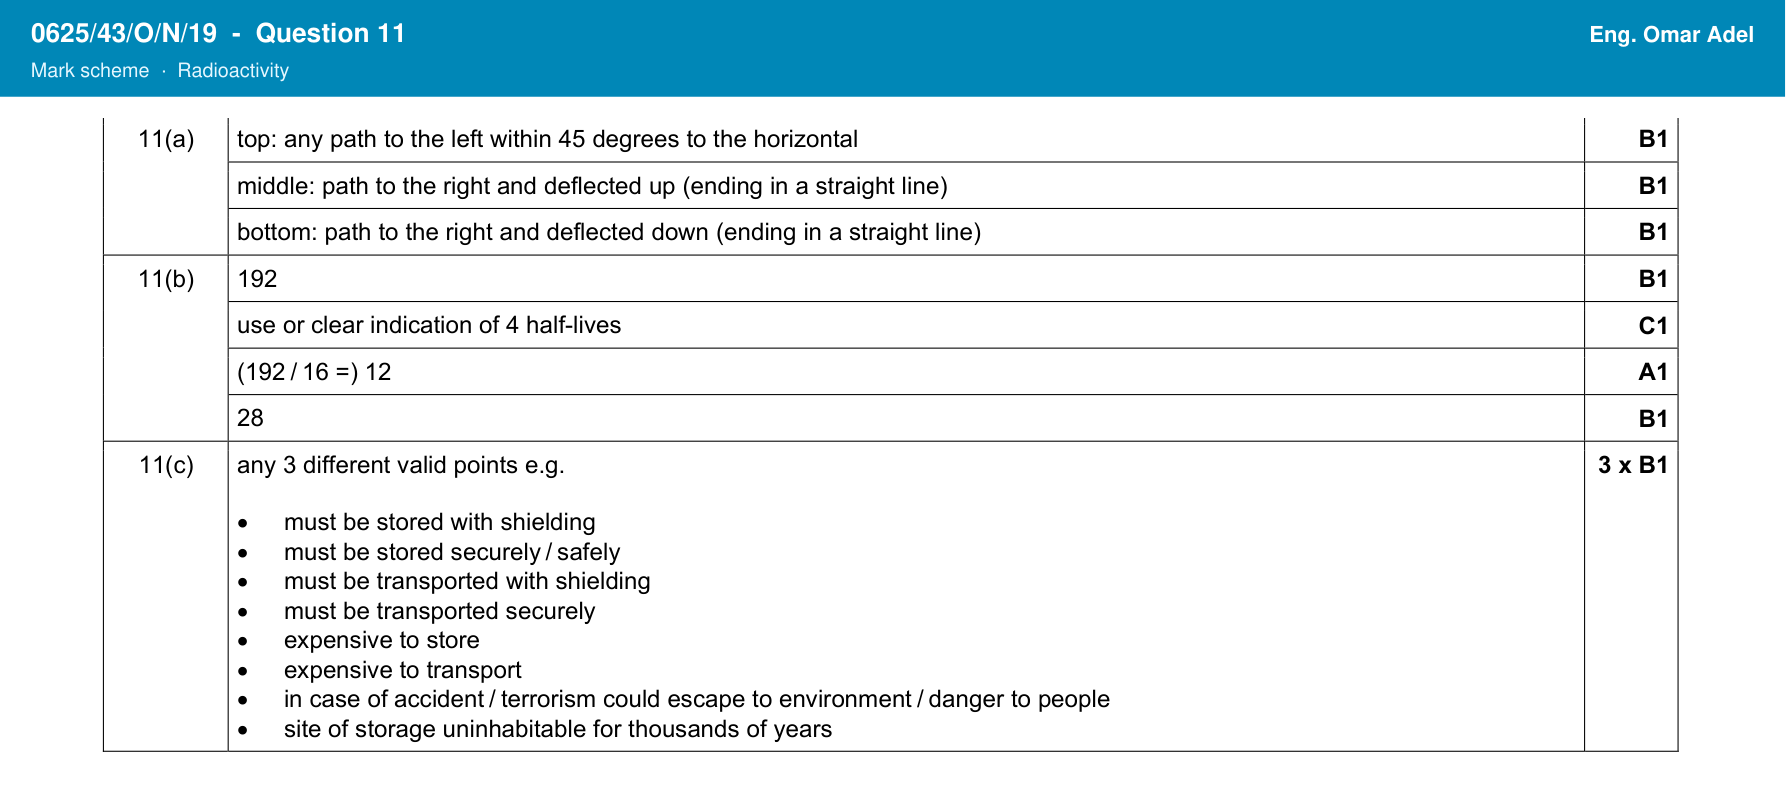 0625/43/O/N/19 - Question 11
Eng. Omar Adel
Mark scheme · Radioactivity
11(a) top: any path to the left within 45 degrees to the horizontal B1
middle: path to the right and deflected up (ending in a straight line) B1
bottom: path to the right and deflected down (ending in a straight line) B1
11(b) 192 B1
use or clear indication of 4 half-lives C1
(192 / 16 =) 12 A1
28 B1
11(c) any 3 different valid points e.g. 3 x B1
• must be stored with shielding
• must be stored securely / safely
• must be transported with shielding
• must be transported securely
• expensive to store
• expensive to transport
• in case of accident / terrorism could escape to environment / danger to people
• site of storage uninhabitable for thousands of years